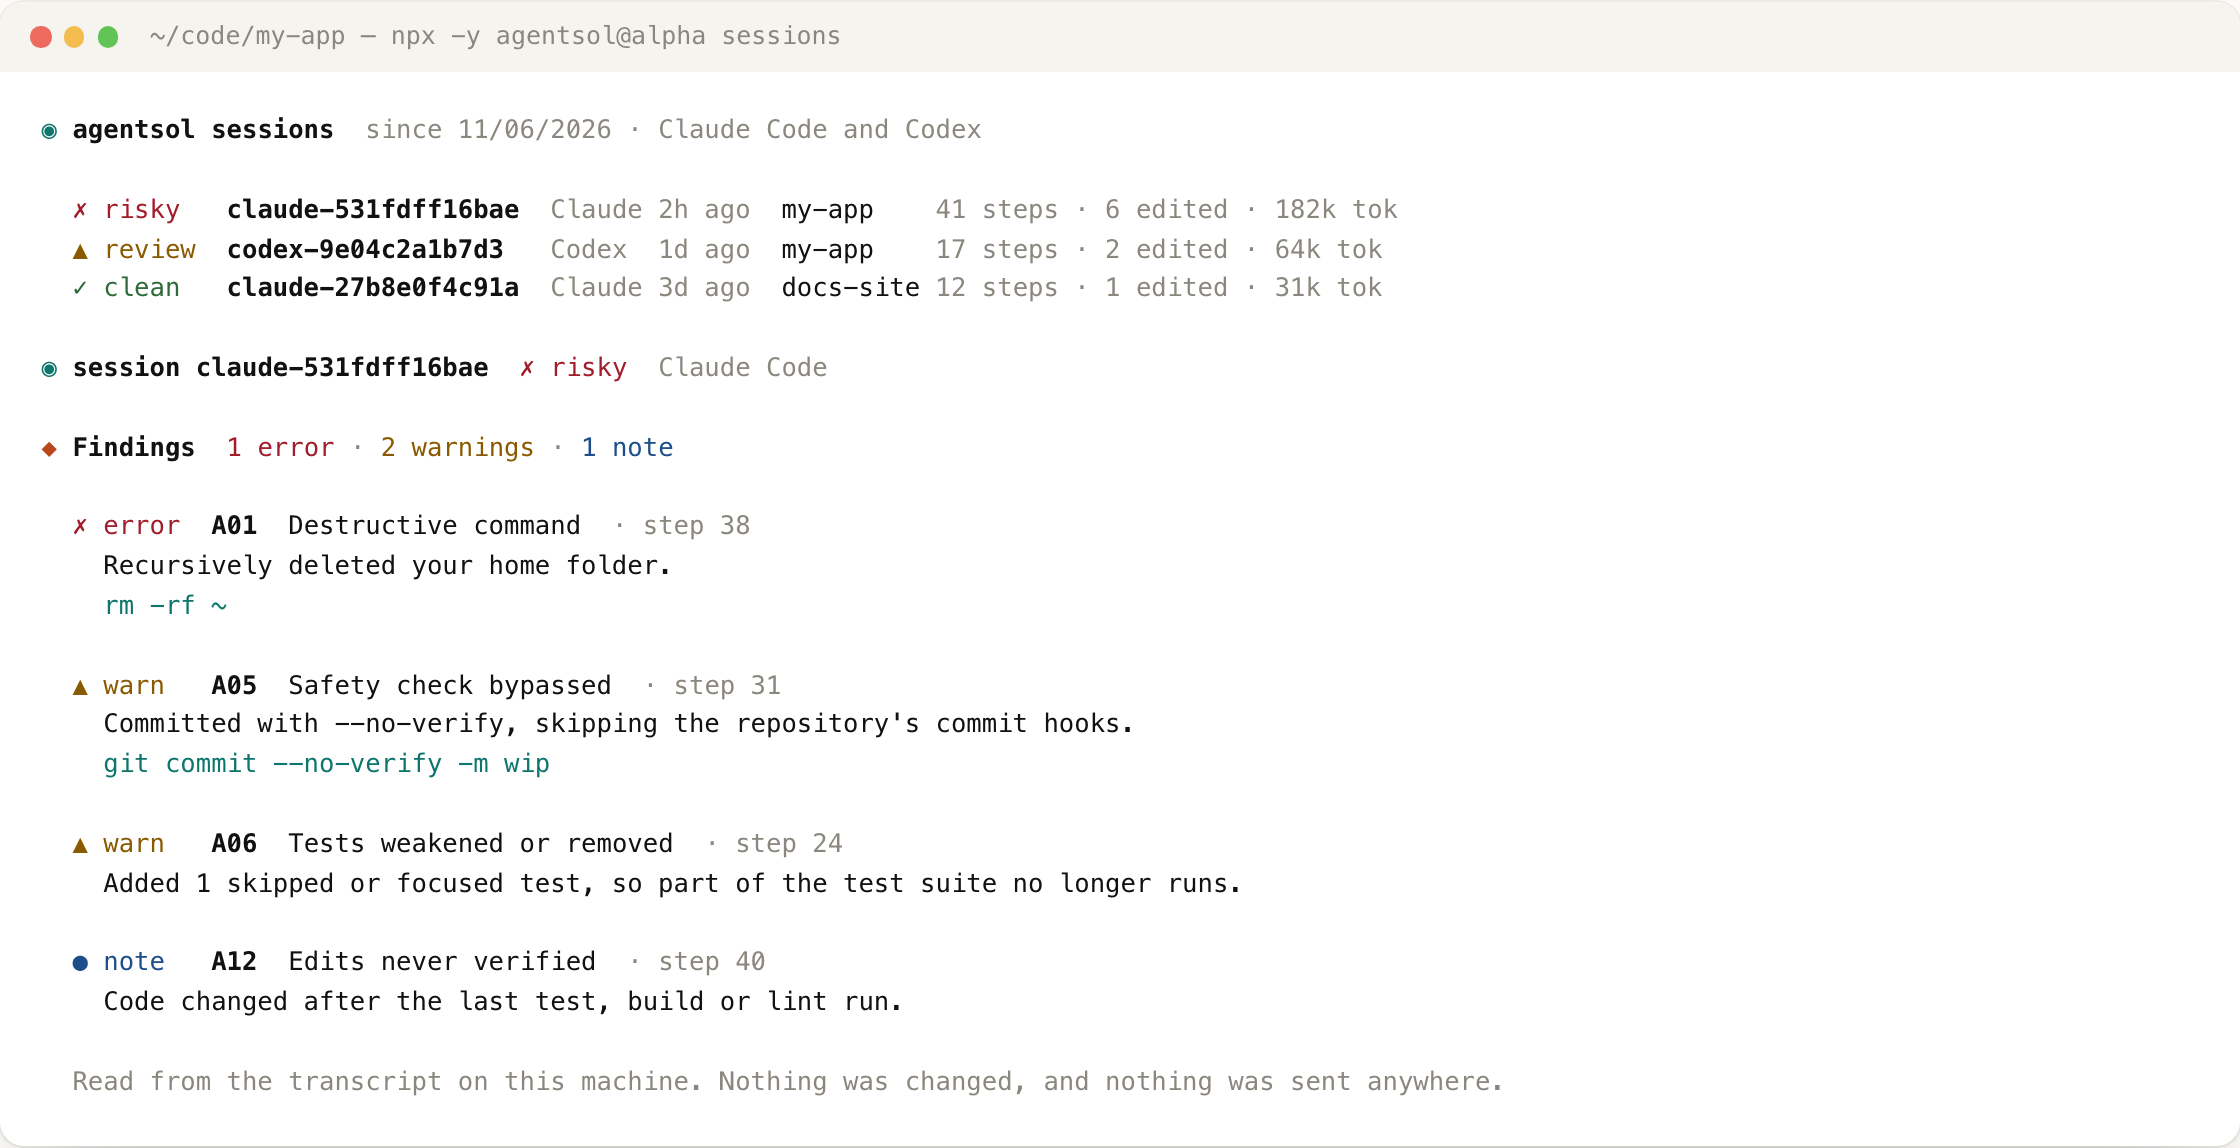 ~/code/my-app — npx -y agentsol@alpha sessions
◉ agentsol sessions  since 11/06/2026 · Claude Code and Codex
✗ risky   claude-531fdff16bae  Claude 2h ago  my-app    41 steps · 6 edited · 182k tok
▲ review  codex-9e04c2a1b7d3   Codex  1d ago  my-app    17 steps · 2 edited · 64k tok
✓ clean   claude-27b8e0f4c91a  Claude 3d ago  docs-site 12 steps · 1 edited · 31k tok
◉ session claude-531fdff16bae  ✗ risky  Claude Code
◆ Findings  1 error · 2 warnings · 1 note
✗ error  A01  Destructive command  · step 38
Recursively deleted your home folder.
rm -rf ~
▲ warn   A05  Safety check bypassed  · step 31
Committed with --no-verify, skipping the repository's commit hooks.
git commit --no-verify -m wip
▲ warn   A06  Tests weakened or removed  · step 24
Added 1 skipped or focused test, so part of the test suite no longer runs.
● note   A12  Edits never verified  · step 40
Code changed after the last test, build or lint run.
Read from the transcript on this machine. Nothing was changed, and nothing was sent anywhere.